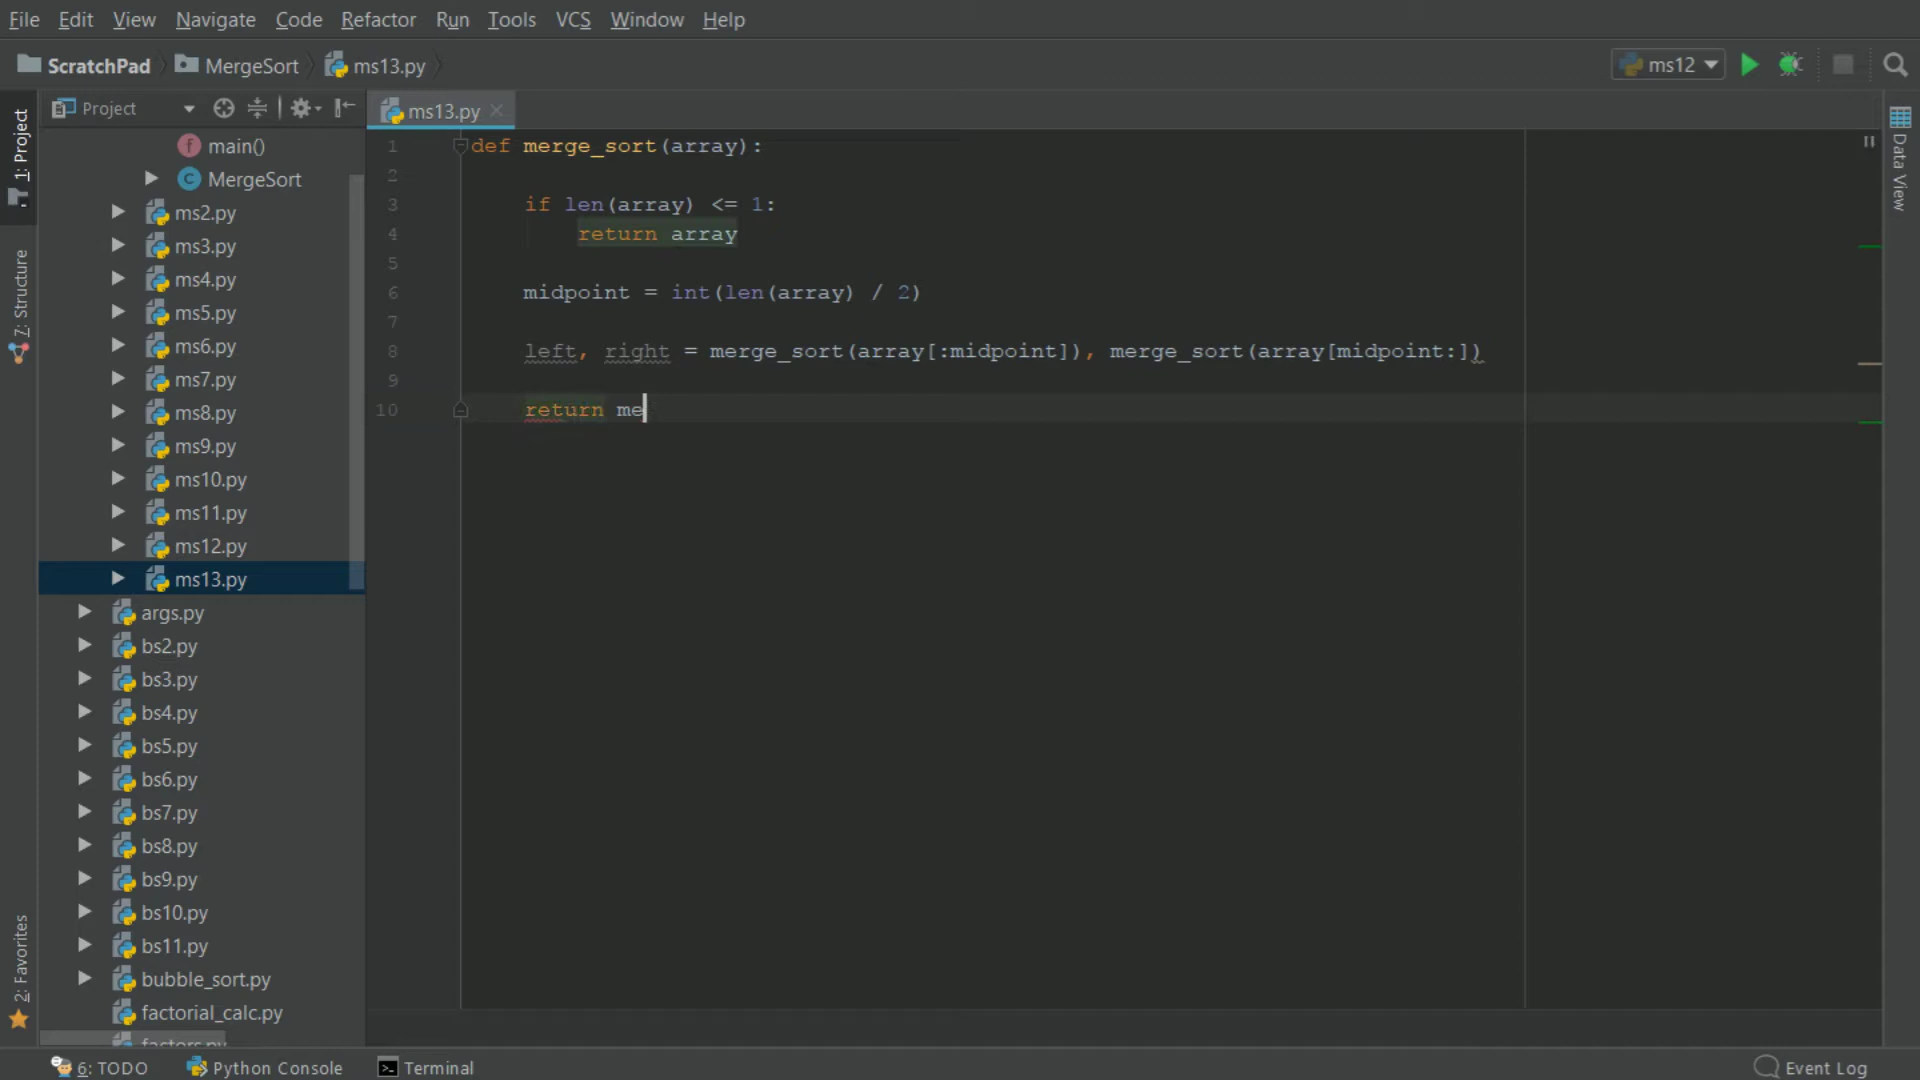 File Edit View Navigate Code Refactor Run Tools VCS Window Help
ScratchPad MergeSort ms13.py ms12
1: Project
7: Structure
2: Favorites
Project
main()
MergeSort
ms2.py
ms3.py
ms4.py
ms5.py
ms6.py
ms7.py
ms8.py
ms9.py
ms10.py
ms11.py
ms12.py
ms13.py
args.py
bs2.py
bs3.py
bs4.py
bs5.py
bs6.py
bs7.py
bs8.py
bs9.py
bs10.py
bs11.py
bubble_sort.py
factorial_calc.py
factors.py
ms13.py
1 def merge_sort(array):
2
3 if len(array) <= 1:
4 return array
5
6 midpoint = int(len(array) / 2)
7
8 left, right = merge_sort(array[:midpoint]), merge_sort(array[midpoint:])
9
10 return me
Data View
6: TODO Python Console Terminal Event Log